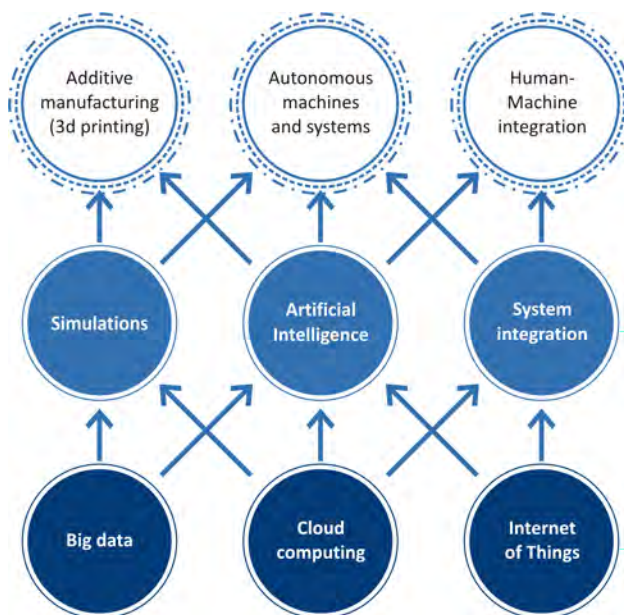 Additive
manufacturing
(3d printing)
Autonomous
machines
and systems
Human-
Machine
integration
Simulations
Artificial
Intelligence
System
integration
Big data
Cloud
computing
Internet
of Things